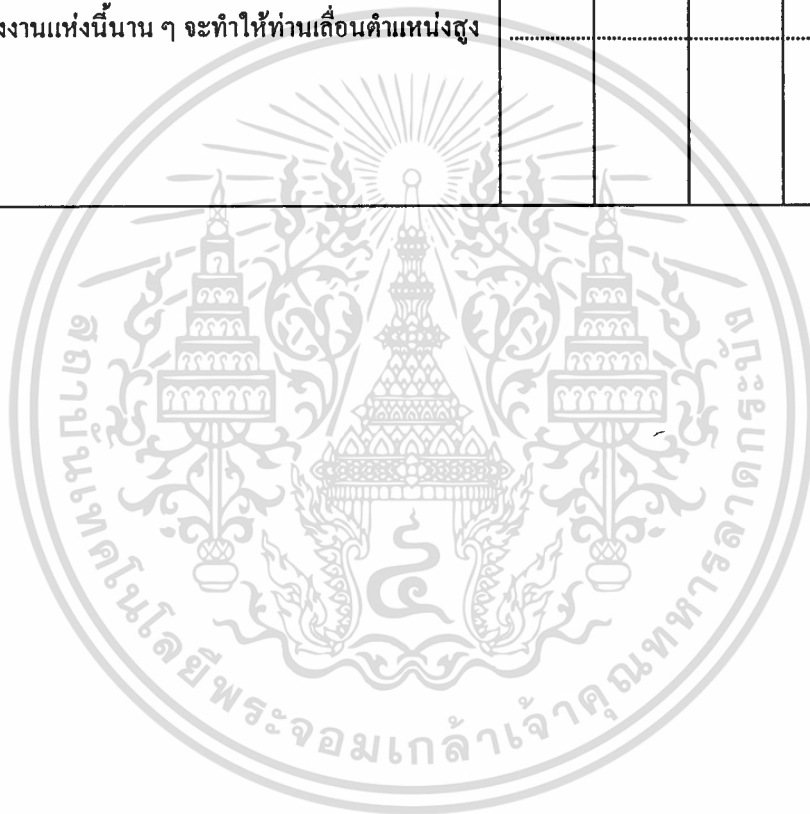 งงานแห่งนี้นาน ๆ จะทำให้ท่านเลื่อนตำแหน่งสูง
สถาบันเทคโนโลยีพระจอมเกล้าเจ้าคุณทหารลาดกระบัง
๔